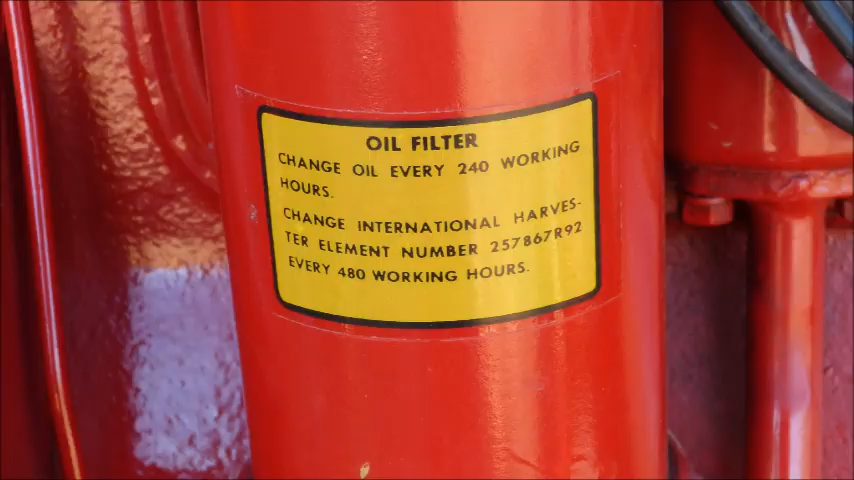 OIL FILTER
CHANGE OIL EVERY 240 WORKING
HOURS.
CHANGE INTERNATIONAL HARVES-
TER ELEMENT NUMBER 257867R92
EVERY 480 WORKING HOURS.